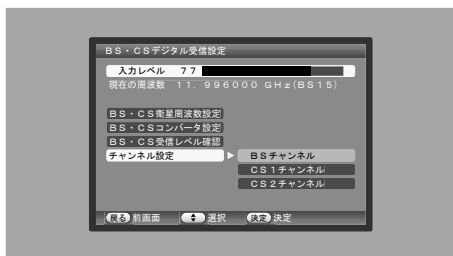 BS・CSデジタル受信設定
入力レベル 77
現在の周波数 11.996000 GHz(BS15)
BS・CS衛星周波数設定
BS・CSコンバータ設定
BS・CS受信レベル確認
チャンネル設定 ▶ BSチャンネル
CS1チャンネル
CS2チャンネル
戻る 前画面 選択 決定 決定